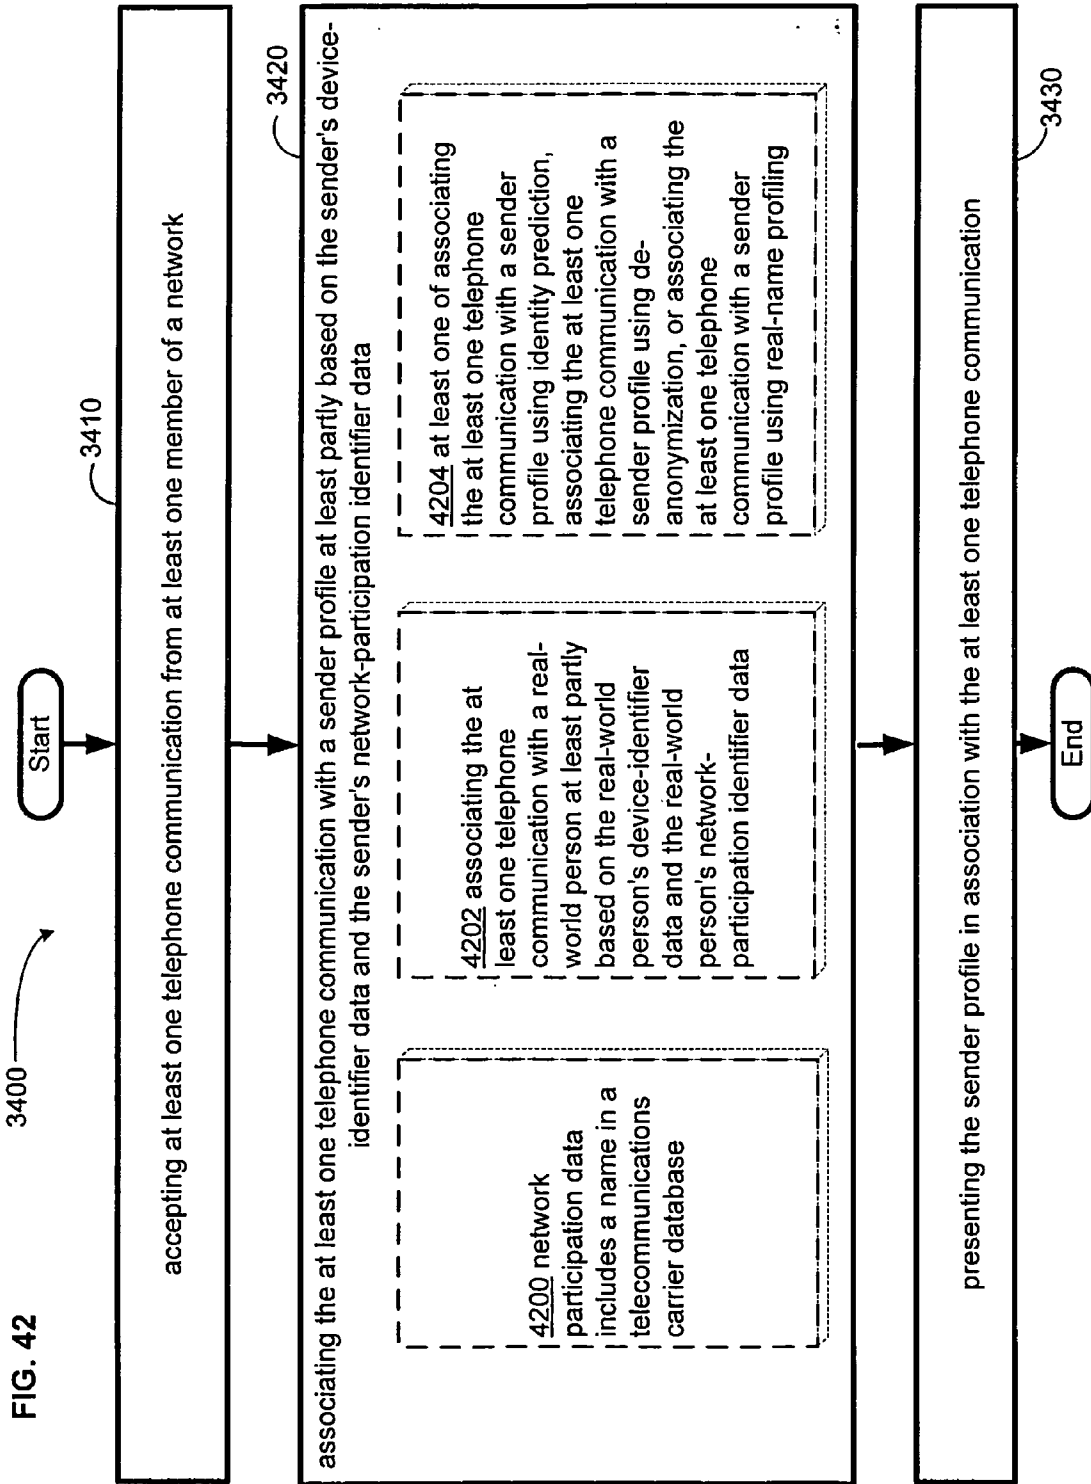 FIG. 42
3400
Start
3410
accepting at least one telephone communication from at least one member of a network
3420
associating the at least one telephone communication with a sender profile at least partly based on the sender's device-
identifier data and the sender's network-participation identifier data
4200 network
participation data
includes a name in a
telecommunications
carrier database
4202 associating the at
least one telephone
communication with a real-
world person at least partly
based on the real-world
person's device-identifier
data and the real-world
person's network-
participation identifier data
4204 at least one of associating
the at least one telephone
communication with a sender
profile using identity prediction,
associating the at least one
telephone communication with a
sender profile using de-
anonymization, or associating the
at least one telephone
communication with a sender
profile using real-name profiling
3430
presenting the sender profile in association with the at least one telephone communication
End